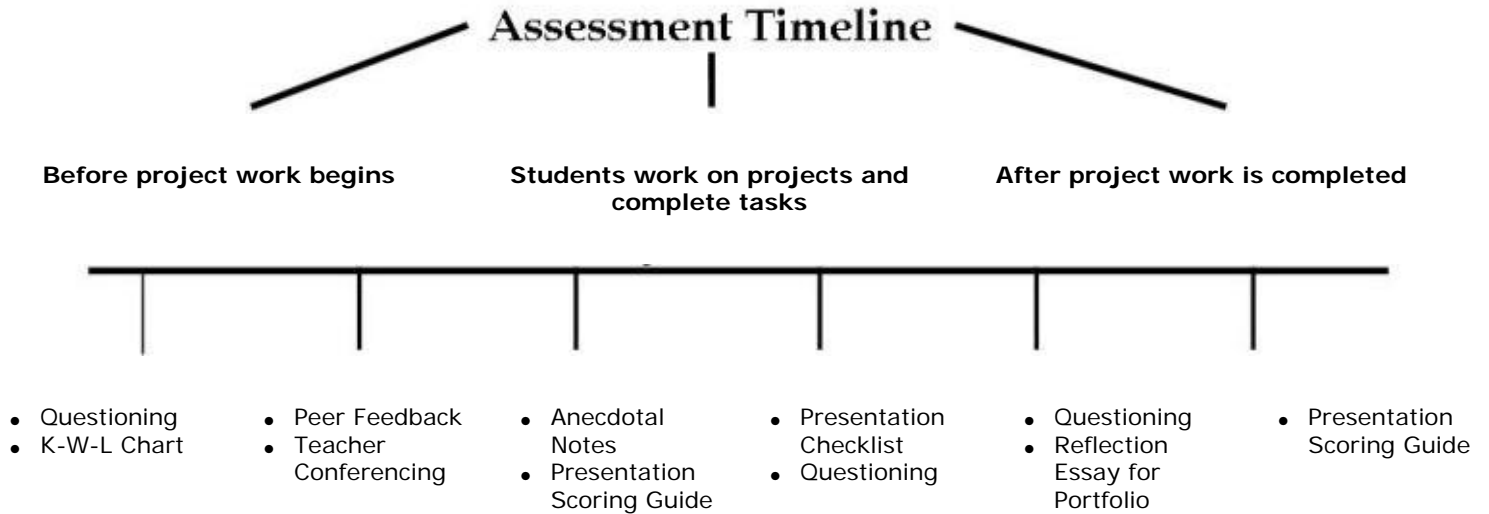 Assessment Timeline
Before project work begins
Students work on projects and
complete tasks
After project work is completed
• Questioning
• K-W-L Chart
• Peer Feedback
• Teacher
Conferencing
• Anecdotal
Notes
• Presentation
Scoring Guide
• Presentation
Checklist
• Questioning
• Questioning
• Reflection
Essay for
Portfolio
• Presentation
Scoring Guide